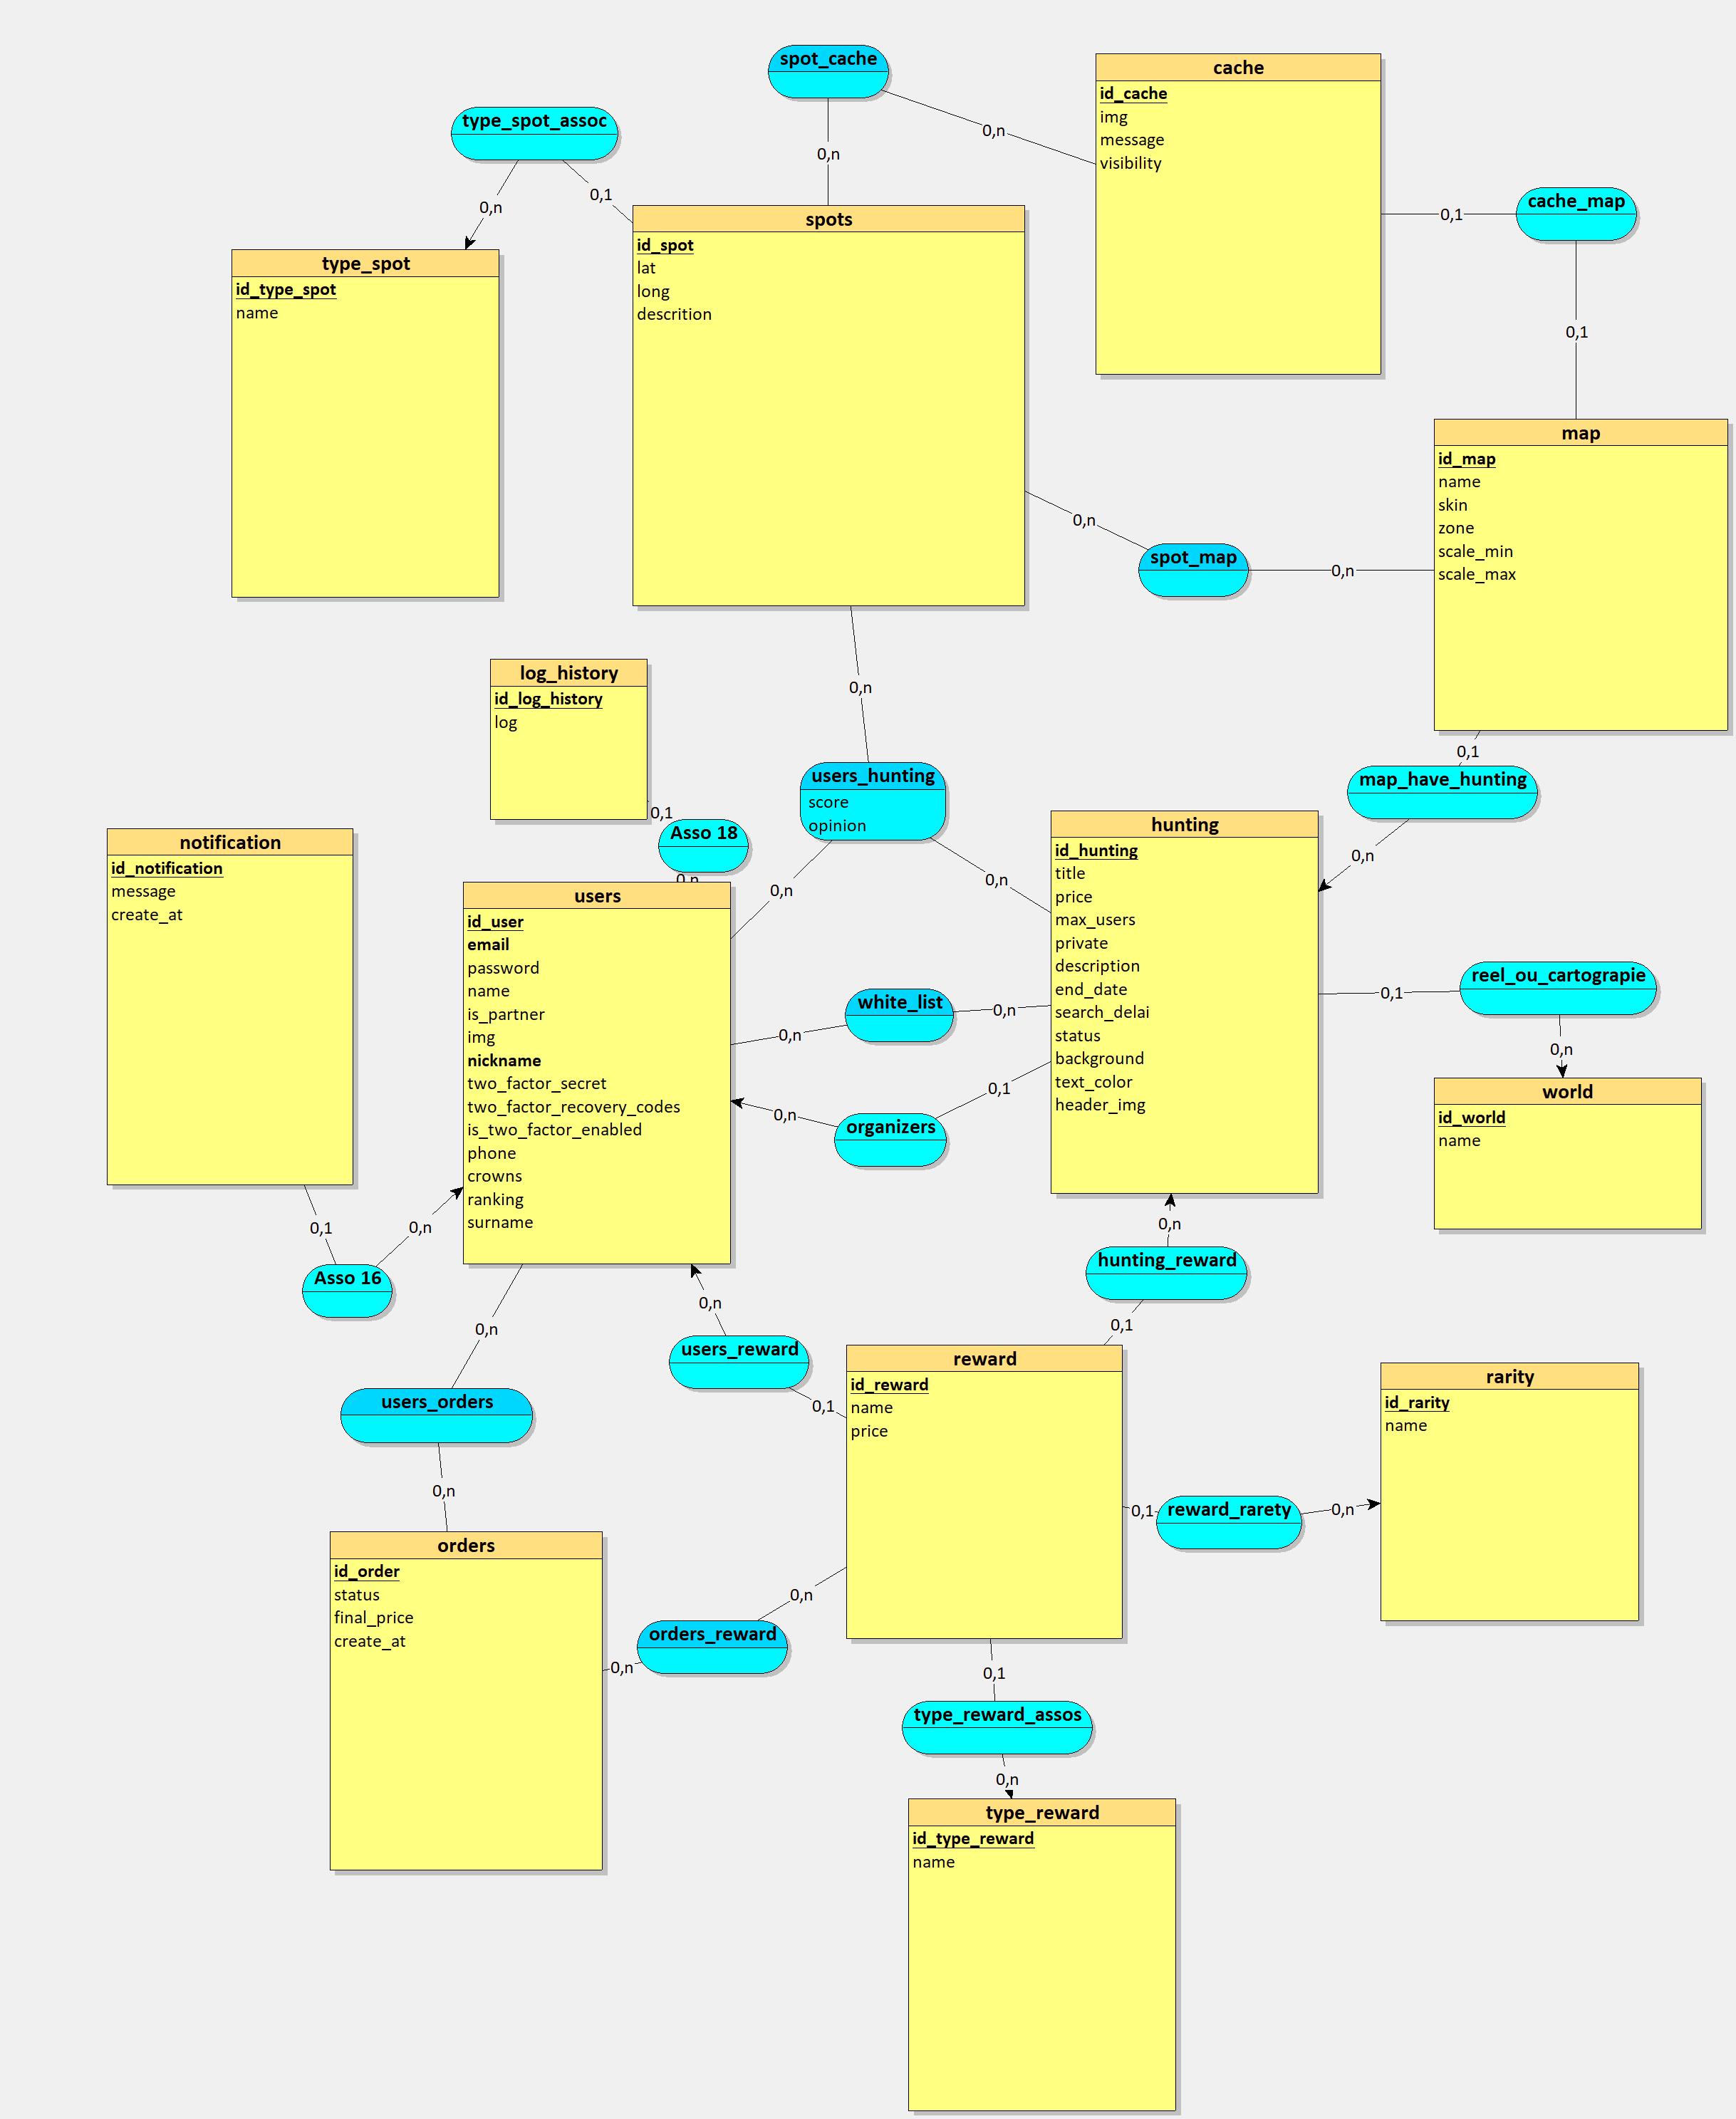 spot_cache
0,n
0,n
cache
id_cache
img
message
visibility
type_spot_assoc
0,n
0,1
type_spot
id_type_spot
name
spots
id_spot
lat
long
descrition
0,1
cache_map
0,1
map
id_map
name
skin
zone
scale_min
scale_max
0,n
spot_map
0,n
log_history
id_log_history
log
0,1
Asso 18
0,n
0,n
users_hunting
score
opinion
0,n
0,n
0,1
map_have_hunting
0,n
notification
id_notification
message
create_at
users
id_user
email
password
name
is_partner
img
nickname
two_factor_secret
two_factor_recovery_codes
is_two_factor_enabled
phone
crowns
ranking
surname
0,n
white_list
0,n
0,n
organizers
0,1
hunting
id_hunting
title
price
max_users
private
description
end_date
search_delai
status
background
text_color
header_img
0,1
reel_ou_cartograpie
0,n
world
id_world
name
0,1
Asso 16
0,n
0,n
users_orders
0,n
0,n
users_reward
0,1
0,n
hunting_reward
0,1
reward
id_reward
name
price
0,1
reward_rarety
0,n
rarity
id_rarity
name
orders
id_order
status
final_price
create_at
0,n
orders_reward
0,n
0,1
type_reward_assos
0,n
type_reward
id_type_reward
name